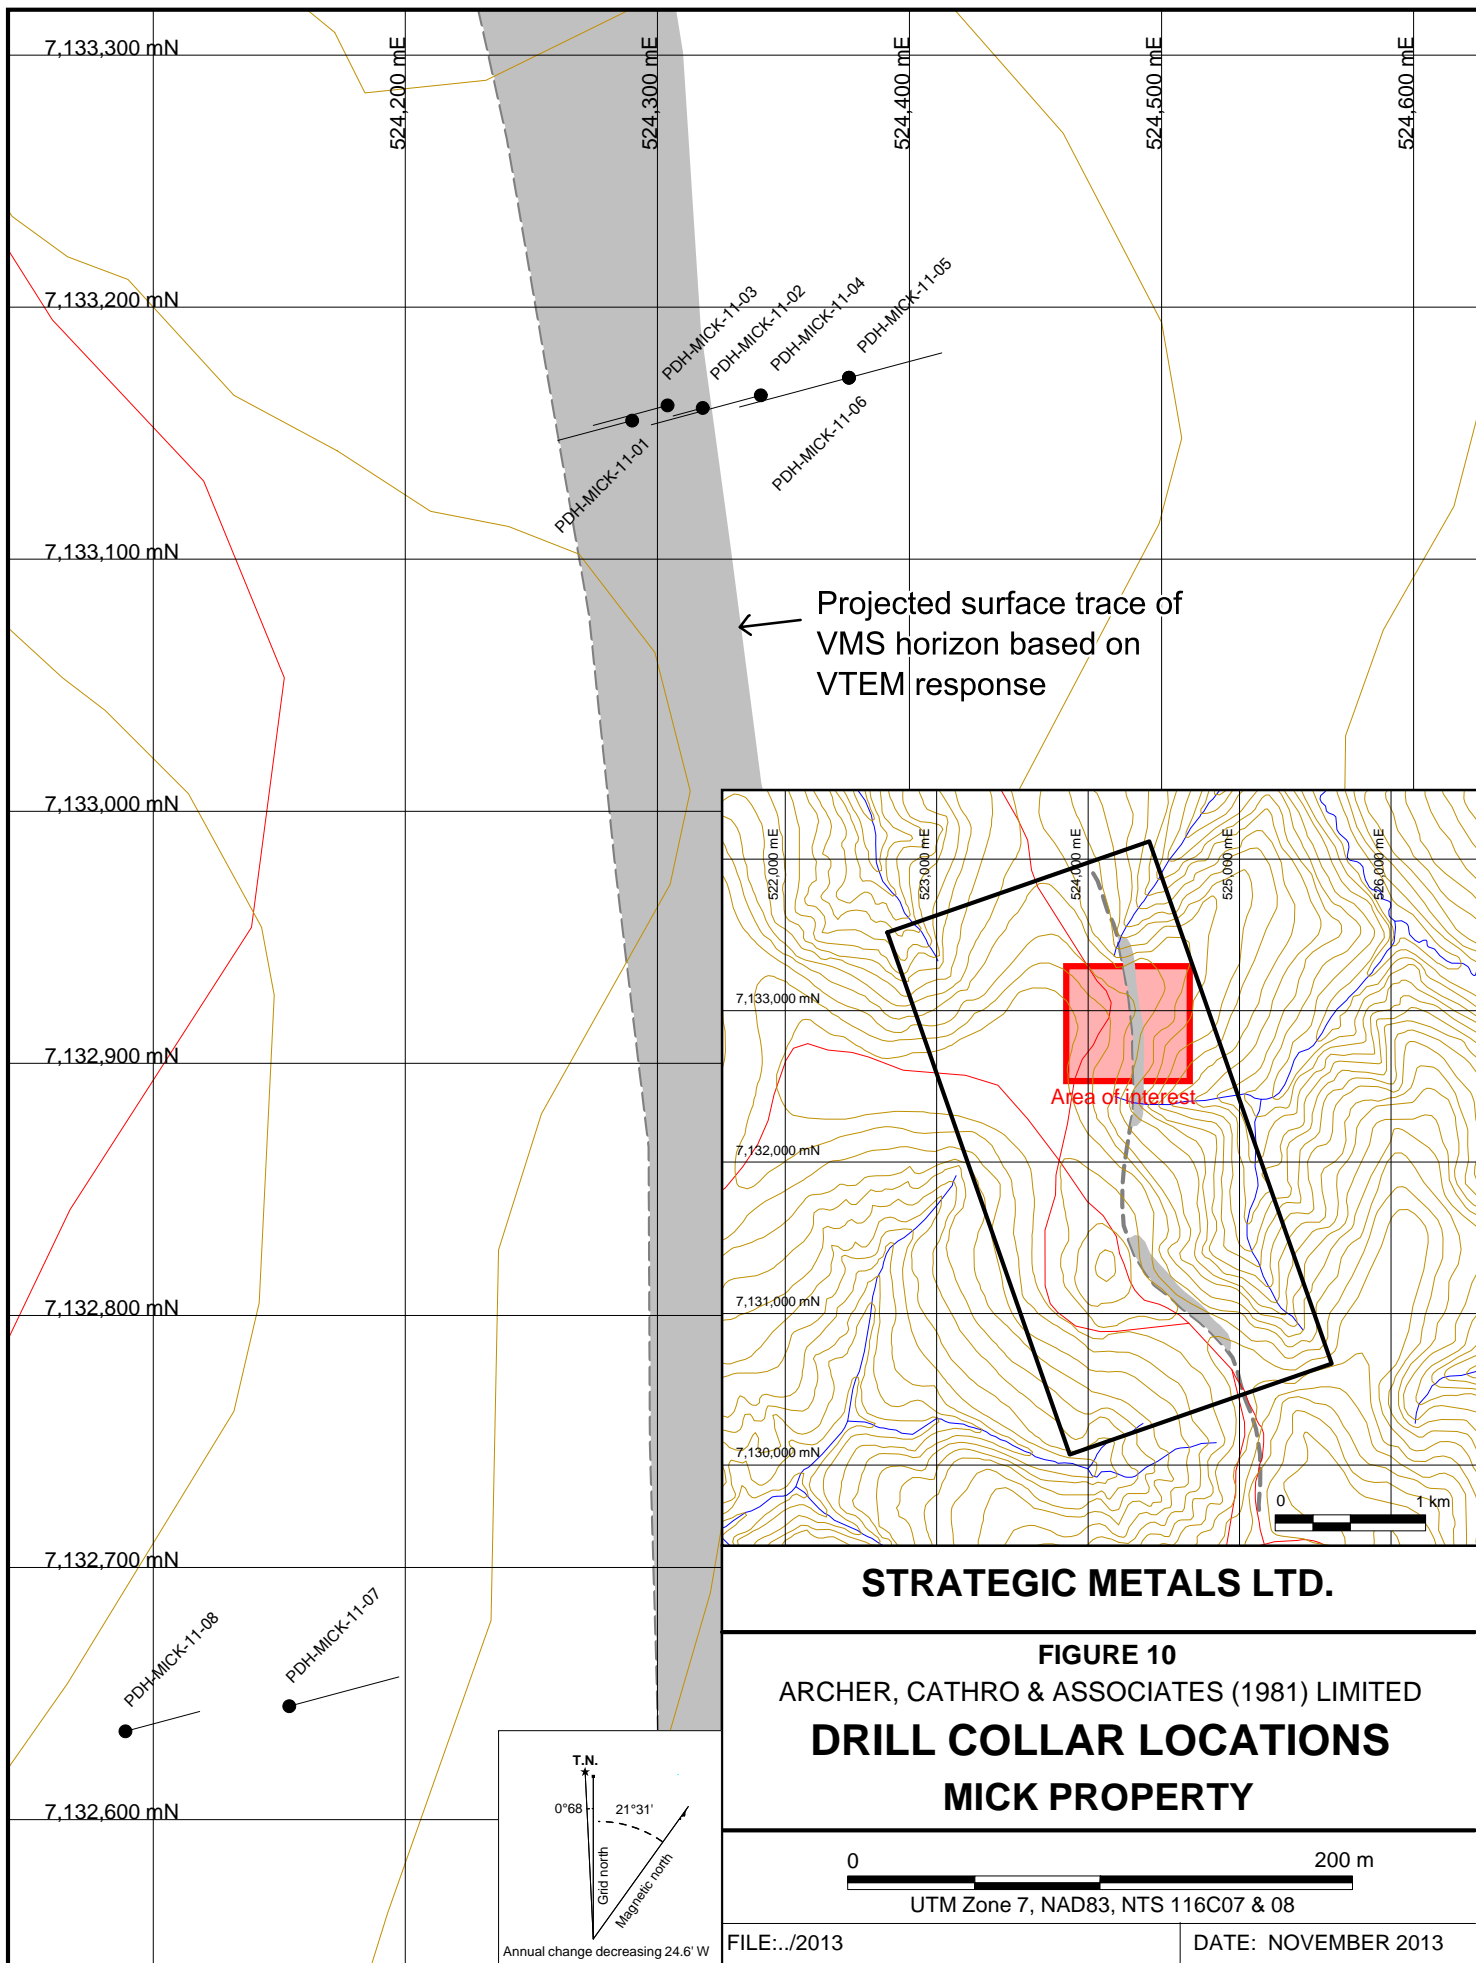 524,200 mE
524,300 mE
524,400 mE
524,500 mE
524,600 mE
7,133,300 mN
7,133,200 mN
PDH-MICK-11-03
PDH-MICK-11-02
PDH-MICK-11-04
PDH-MICK-11-05
PDH-MICK-11-01
PDH-MICK-11-06
7,133,100 mN
Projected surface trace of
VMS horizon based on
VTEM response
7,133,000 mN
7,132,900 mN
7,132,800 mN
7,132,700 mN
PDH-MICK-11-08
PDH-MICK-11-07
7,132,600 mN
522,000 mE
523,000 mE
524,000 mE
525,000 mE
526,000 mE
7,133,000 mN
Area of interest
7,132,000 mN
7,131,000 mN
7,130,000 mN
0 1 km
STRATEGIC METALS LTD.
FIGURE 10
ARCHER, CATHRO & ASSOCIATES (1981) LIMITED
DRILL COLLAR LOCATIONS
MICK PROPERTY
T.N.
0°68 21°31'
Grid north
Magnetic north
Annual change decreasing 24.6' W
0 200 m
UTM Zone 7, NAD83, NTS 116C07 & 08
FILE:../2013
DATE: NOVEMBER 2013